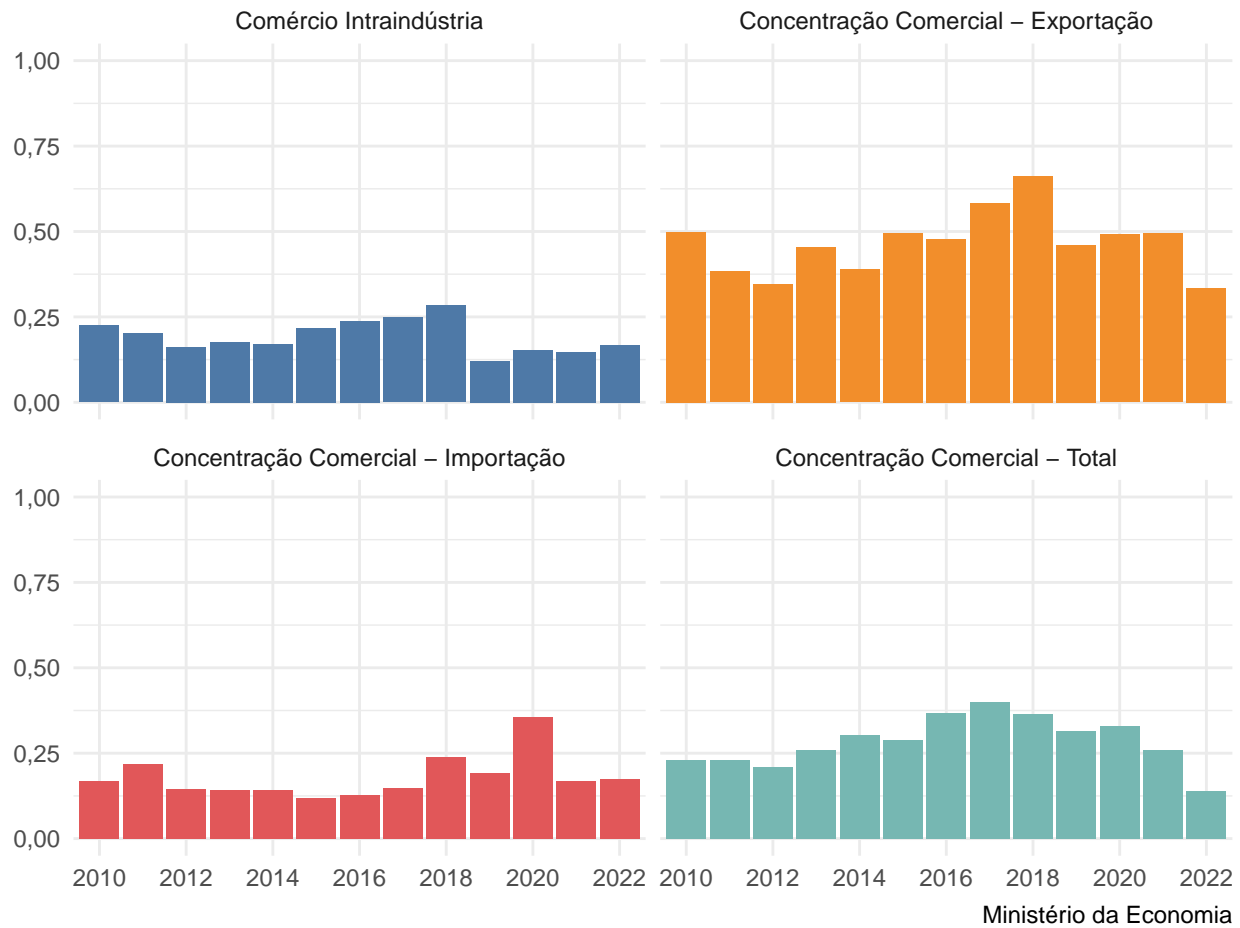 Comércio Intraindústria
Concentração Comercial – Exportação
1,00
0,75
0,50
0,25
0,00
Concentração Comercial – Importação
Concentração Comercial – Total
1,00
0,75
0,50
0,25
0,00
2010 2012 2014 2016 2018 2020 2022
2010 2012 2014 2016 2018 2020 2022
Ministério da Economia